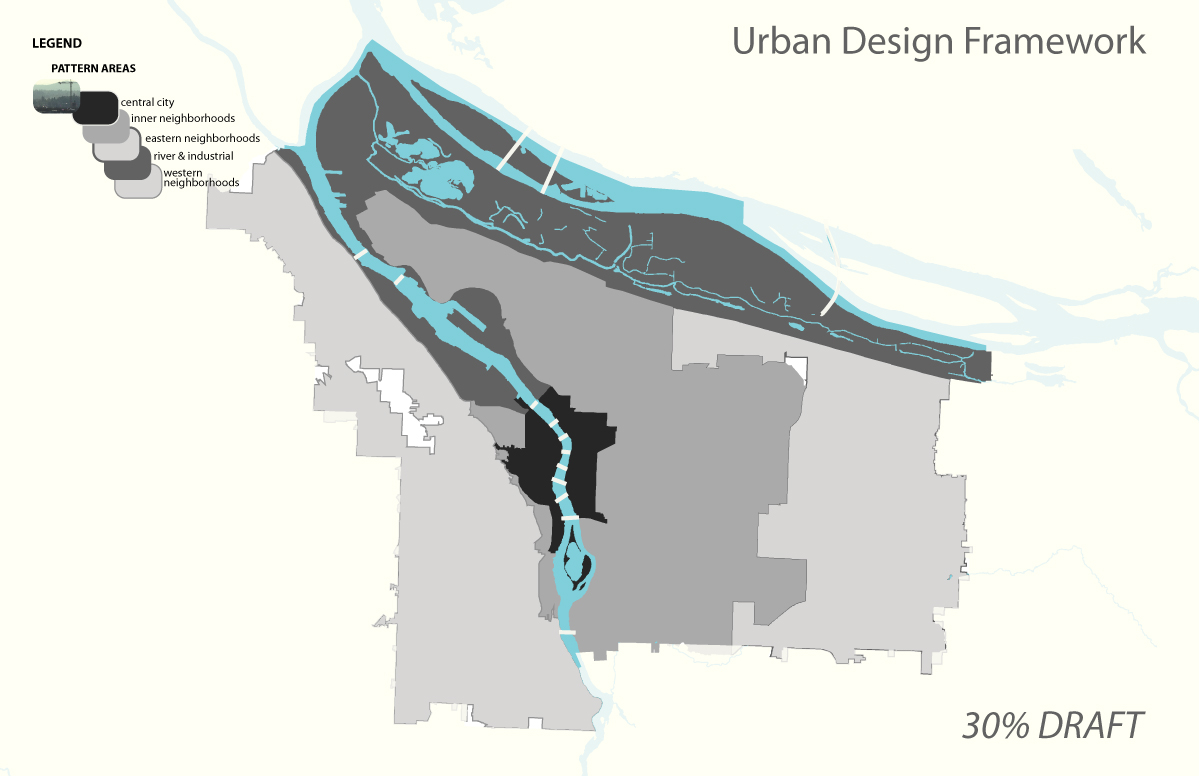 Urban Design Framework
LEGEND
PATTERN AREAS
central city
inner neighborhoods
eastern neighborhoods
river & industrial
western
neighborhoods
30% DRAFT